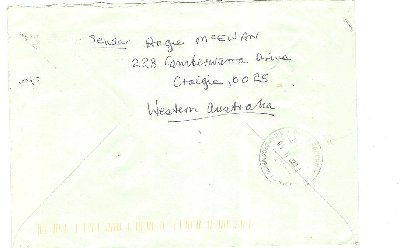 Sender Angie McEWAN
228 Camberwarra Drive
Craigie, 6025
Western Australia